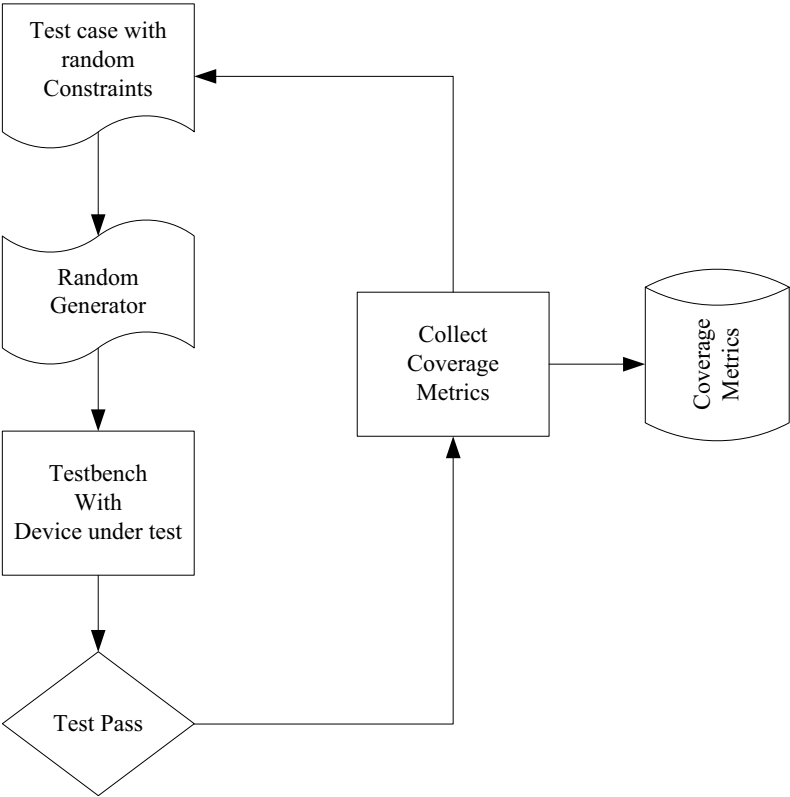 Test case with
random
Constraints
Random
Generator
Testbench
With
Device under test
Test Pass
Collect
Coverage
Metrics
Coverage
Metrics